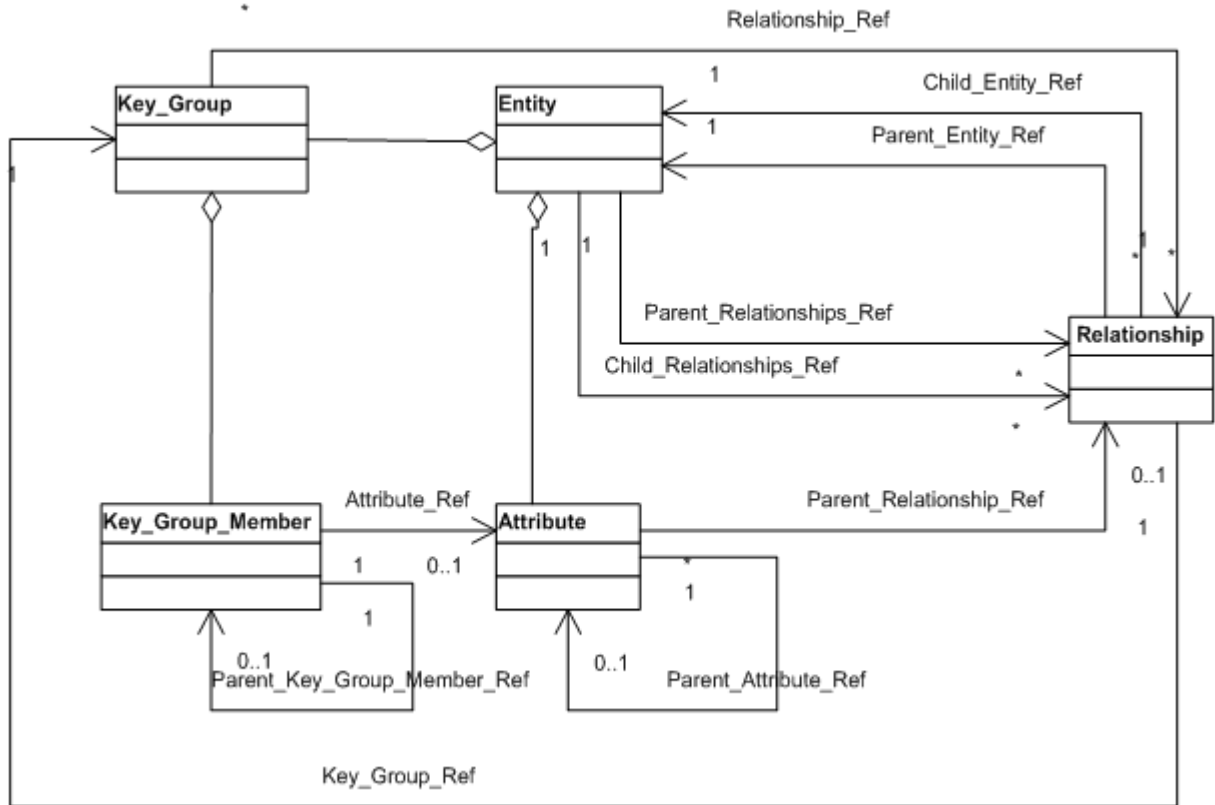 *
Relationship_Ref
Key_Group
Entity
1
Child_Entity_Ref
1
Parent_Entity_Ref
1
1
1
1
*
*
Parent_Relationships_Ref
Relationship
Child_Relationships_Ref
*
*
Key_Group_Member
Attribute_Ref
Attribute
Parent_Relationship_Ref
0..1
1
0..1
*
1
1
1
0..1
0..1
Parent_Key_Group_Member_Ref
Parent_Attribute_Ref
Key_Group_Ref